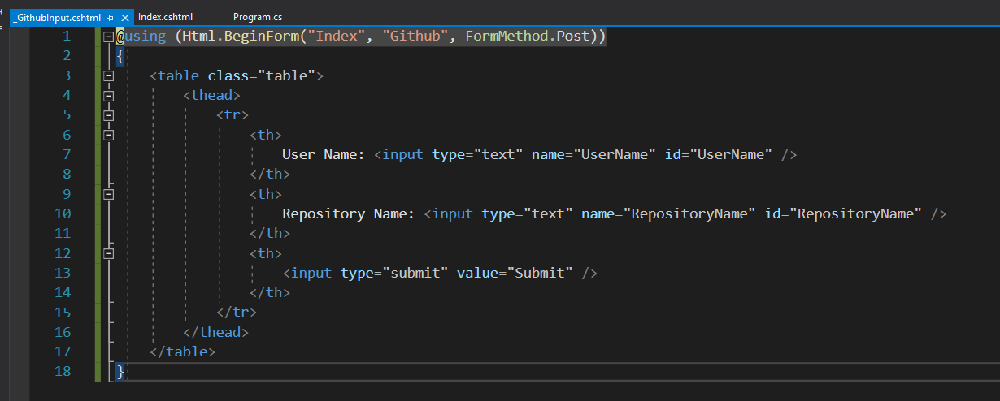 _GithubInput.cshtml Index.cshtml Program.cs
1 @using (Html.BeginForm("Index", "Github", FormMethod.Post))
2 {
3 <table class="table">
4 <thead>
5 <tr>
6 <th>
7 User Name: <input type="text" name="UserName" id="UserName" />
8 </th>
9 <th>
10 Repository Name: <input type="text" name="RepositoryName" id="RepositoryName" />
11 </th>
12 <th>
13 <input type="submit" value="Submit" />
14 </th>
15 </tr>
16 </thead>
17 </table>
18 }